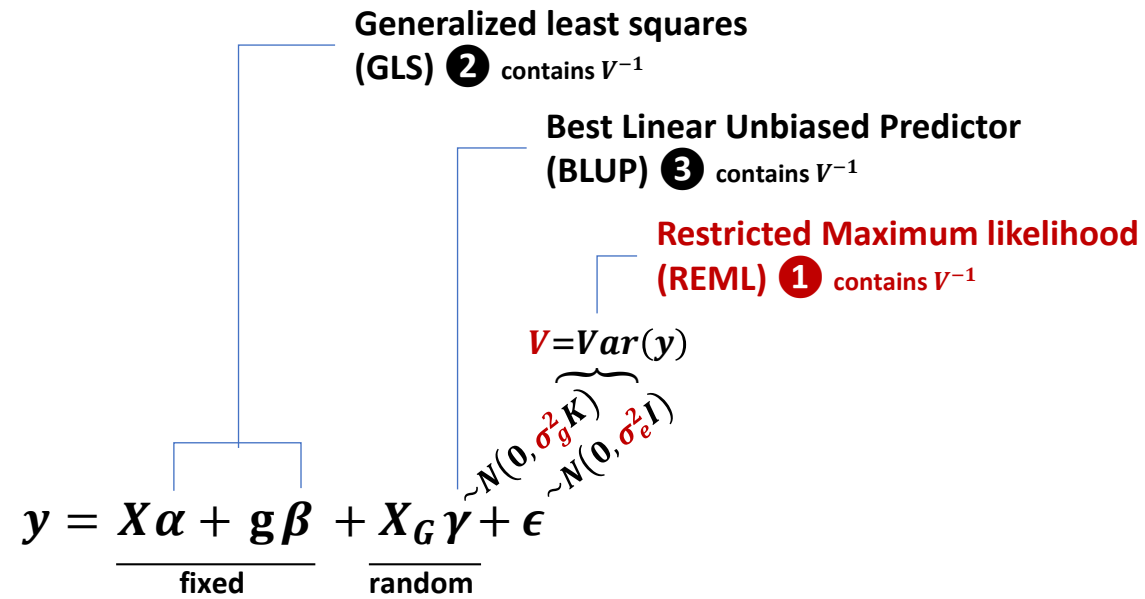 Generalized least squares
(GLS) ❷ contains V⁻¹
Best Linear Unbiased Predictor
(BLUP) ❸ contains V⁻¹
Restricted Maximum likelihood
(REML) ❶ contains V⁻¹
V=Var(y)
~N(0,σ²gK)
~N(0,σ²eI)
y = Xα + gβ + X_G γ + ϵ
fixed
random